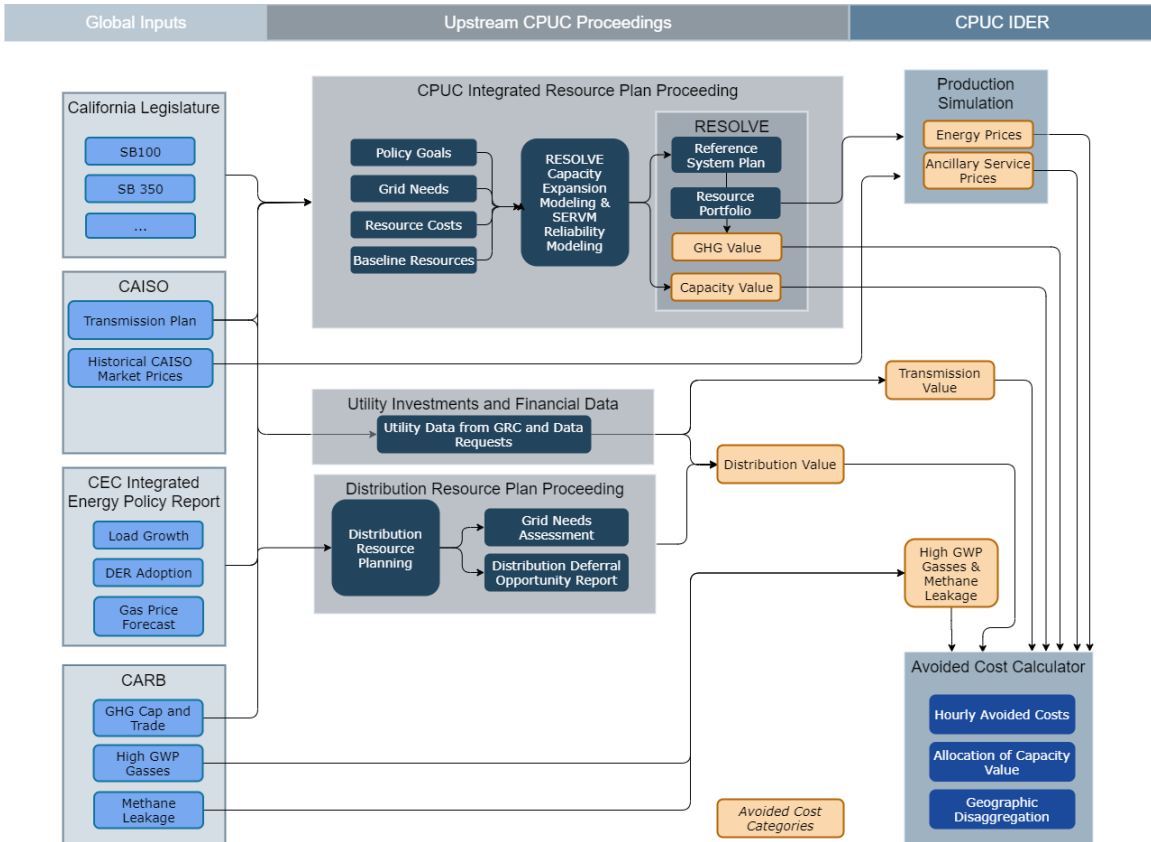 Global Inputs
Upstream CPUC Proceedings
CPUC IDER
California Legislature
SB100
SB 350
...
CAISO
Transmission Plan
Historical CAISO
Market Prices
CEC Integrated
Energy Policy Report
Load Growth
DER Adoption
Gas Price
Forecast
CARB
GHG Cap and
Trade
High GWP
Gasses
Methane
Leakage
CPUC Integrated Resource Plan Proceeding
Policy Goals
Grid Needs
Resource Costs
Baseline Resources
RESOLVE
Capacity
Expansion
Modeling &
SERVM
Reliability
Modeling
RESOLVE
Reference
System Plan
Resource
Portfolio
GHG Value
Capacity Value
Utility Investments and Financial Data
Utility Data from GRC and Data
Requests
Distribution Resource Plan Proceeding
Distribution
Resource
Planning
Grid Needs
Assessment
Distribution Deferral
Opportunity Report
Production
Simulation
Energy Prices
Ancillary Service
Prices
Transmission
Value
Distribution Value
High GWP
Gasses &
Methane
Leakage
Avoided Cost Calculator
Hourly Avoided Costs
Allocation of Capacity
Value
Geographic
Disaggregation
Avoided Cost
Categories